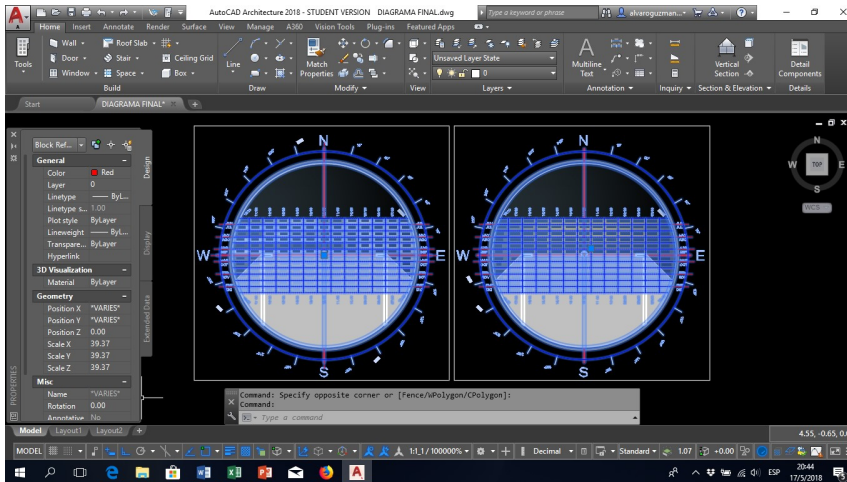 AutoCAD Architecture 2018 - STUDENT VERSION DIAGRAMA FINAL.dwg
Type a keyword or phrase
alvaroguzman...
Home Insert Annotate Render Surface View Manage A360 Vision Tools Plug-ins Featured Apps
Wall Roof Slab
Door Stair Ceiling Grid
Window Space Box
Tools
Line
Match
Properties
Unsaved Layer State
0
Multiline
Text
Vertical
Section
Detail
Components
Build Draw Modify View Layers Annotation Inquiry Section & Elevation Details
Start DIAGRAMA FINAL*
Block Ref...
General
Color Red
Layer 0
Linetype ByL...
Linetype s... 1.00
Plot style ByLayer
Lineweight ByL...
Transpare... ByLayer
Hyperlink
3D Visualization
Material ByLayer
Geometry
Position X *VARIES*
Position Y *VARIES*
Position Z 0.00
Scale X 39.37
Scale Y 39.37
Scale Z 39.37
Misc
Name *VARIES*
Rotation 0.00
Annotative No
Design
Display
Extended Data
PROPERTIES
N
W E
S
N
W E
S
N
W TOP E
S
WCS
Command: Specify opposite corner or [Fence/WPolygon/CPolygon]:
Command:
Type a command
Model Layout1 Layout2 +
4.55, -0.65, 0.
MODEL 1:1_1 / 100000% Decimal Standard 1.07 +0.00
ESP
20:44
17/5/2018